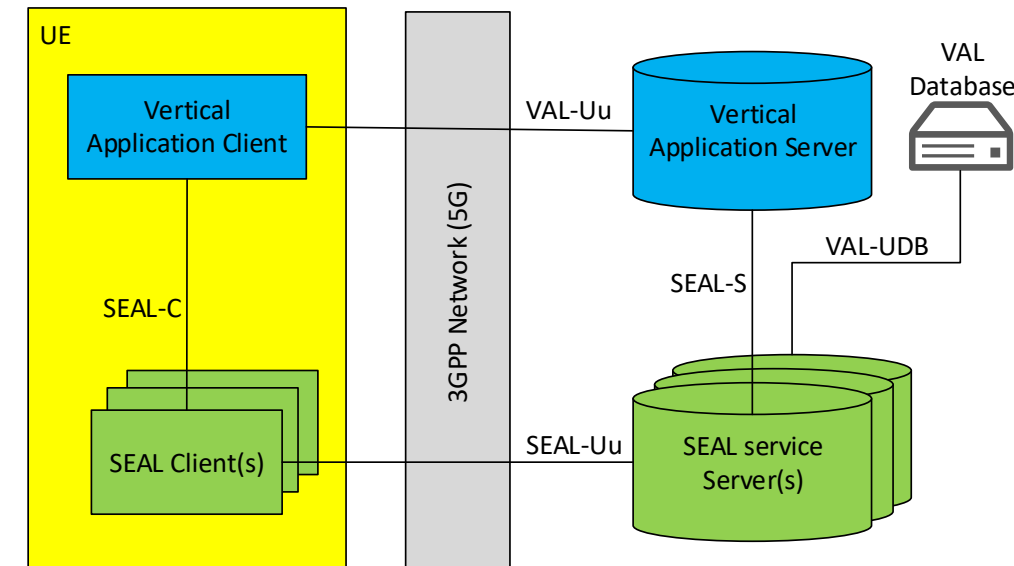 UE
VAL
Database
Vertical
Application Client
VAL-Uu
Vertical
Application Server
3GPP Network (5G)
VAL-UDB
SEAL-C
SEAL-S
SEAL Client(s)
SEAL-Uu
SEAL service
Server(s)